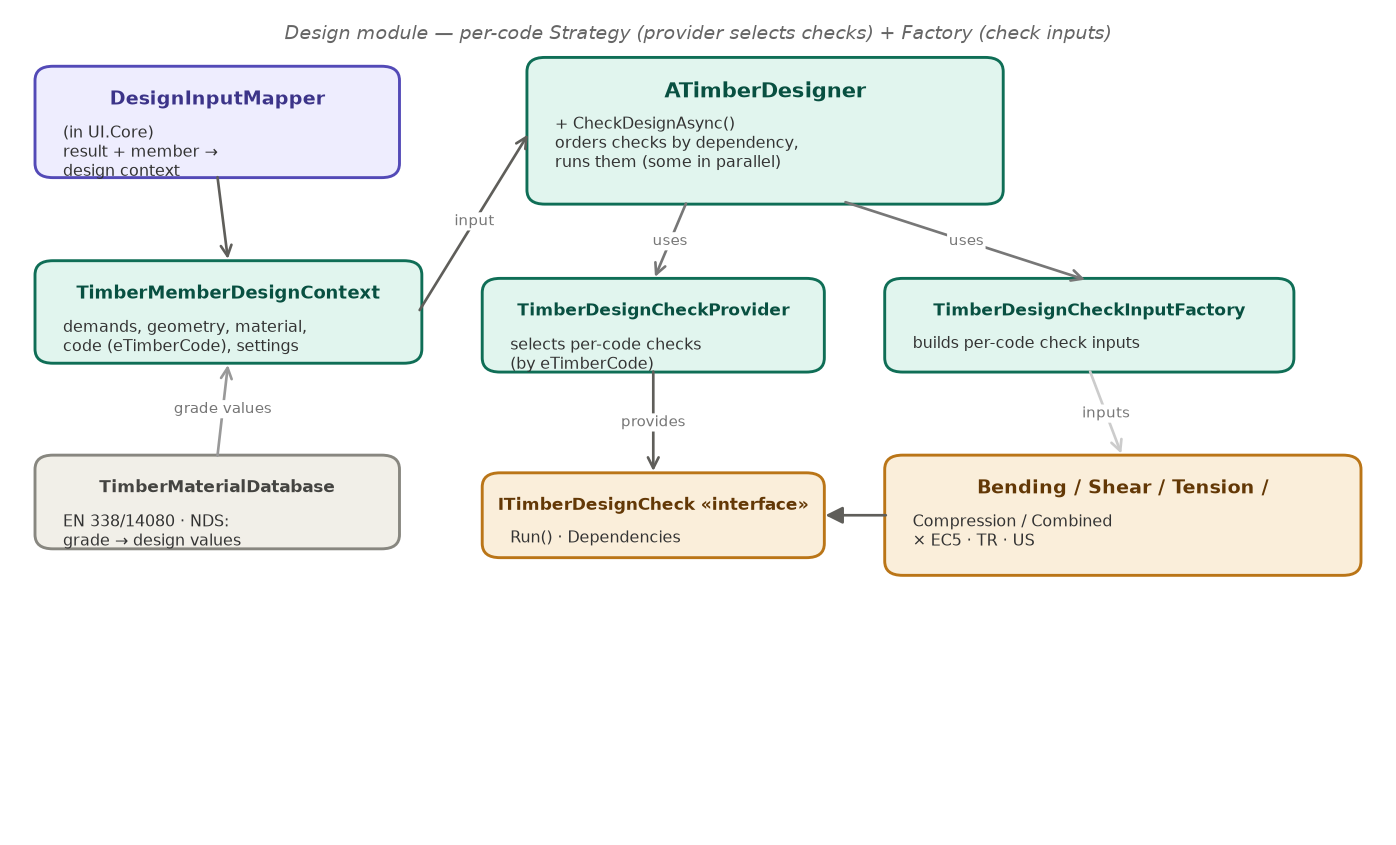 Design module — per-code Strategy (provider selects checks) + Factory (check inputs)
DesignInputMapper
(in UI.Core)
result + member →
design context
ATimberDesigner
+ CheckDesignAsync()
orders checks by dependency,
runs them (some in parallel)
input
uses
uses
TimberMemberDesignContext
demands, geometry, material,
code (eTimberCode), settings
TimberDesignCheckProvider
selects per-code checks
(by eTimberCode)
TimberDesignCheckInputFactory
builds per-code check inputs
grade values
provides
inputs
TimberMaterialDatabase
EN 338/14080 · NDS:
grade → design values
ITimberDesignCheck «interface»
Run() · Dependencies
Bending / Shear / Tension /
Compression / Combined
× EC5 · TR · US